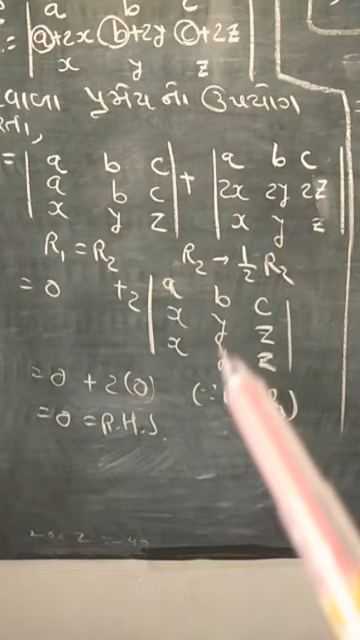 a b c
= | a+2x b+2y c+2z |
x y z
પ્રમેય નો ઉપયોગ
= | a b c | + | a b c |
a b c 2x 2y 2z
x y z x y z
R₁ = R₂ R₂ → 1/2 R₂
= 0 +2 | a b c |
x y z
x z
= 0 + 2(0) (∵
= 0 = R.H.S.